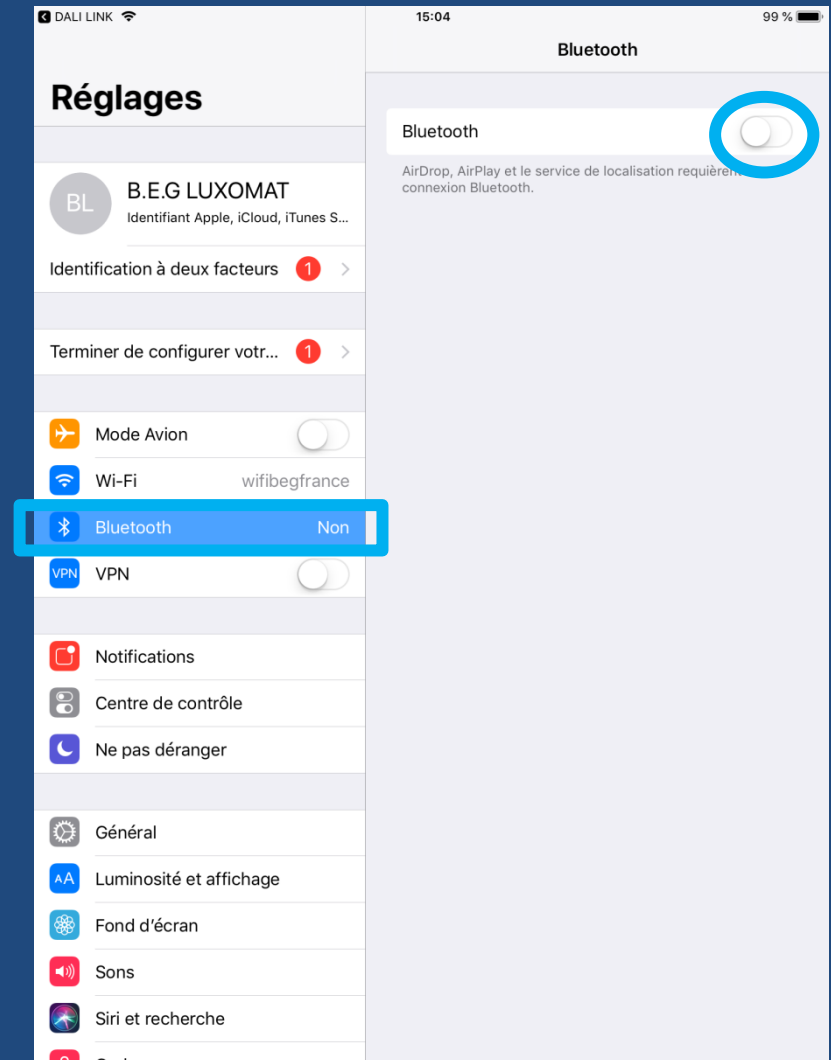 DALI LINK
15:04
99 %
Réglages
BL
B.E.G LUXOMAT
Identifiant Apple, iCloud, iTunes S...
Identification à deux facteurs 1
Terminer de configurer votr... 1
Mode Avion
Wi-Fi wifibegfrance
Bluetooth Non
VPN VPN
Notifications
Centre de contrôle
Ne pas déranger
Général
AA Luminosité et affichage
Fond d'écran
Sons
Siri et recherche
Bluetooth
Bluetooth
AirDrop, AirPlay et le service de localisation
connexion Bluetooth.